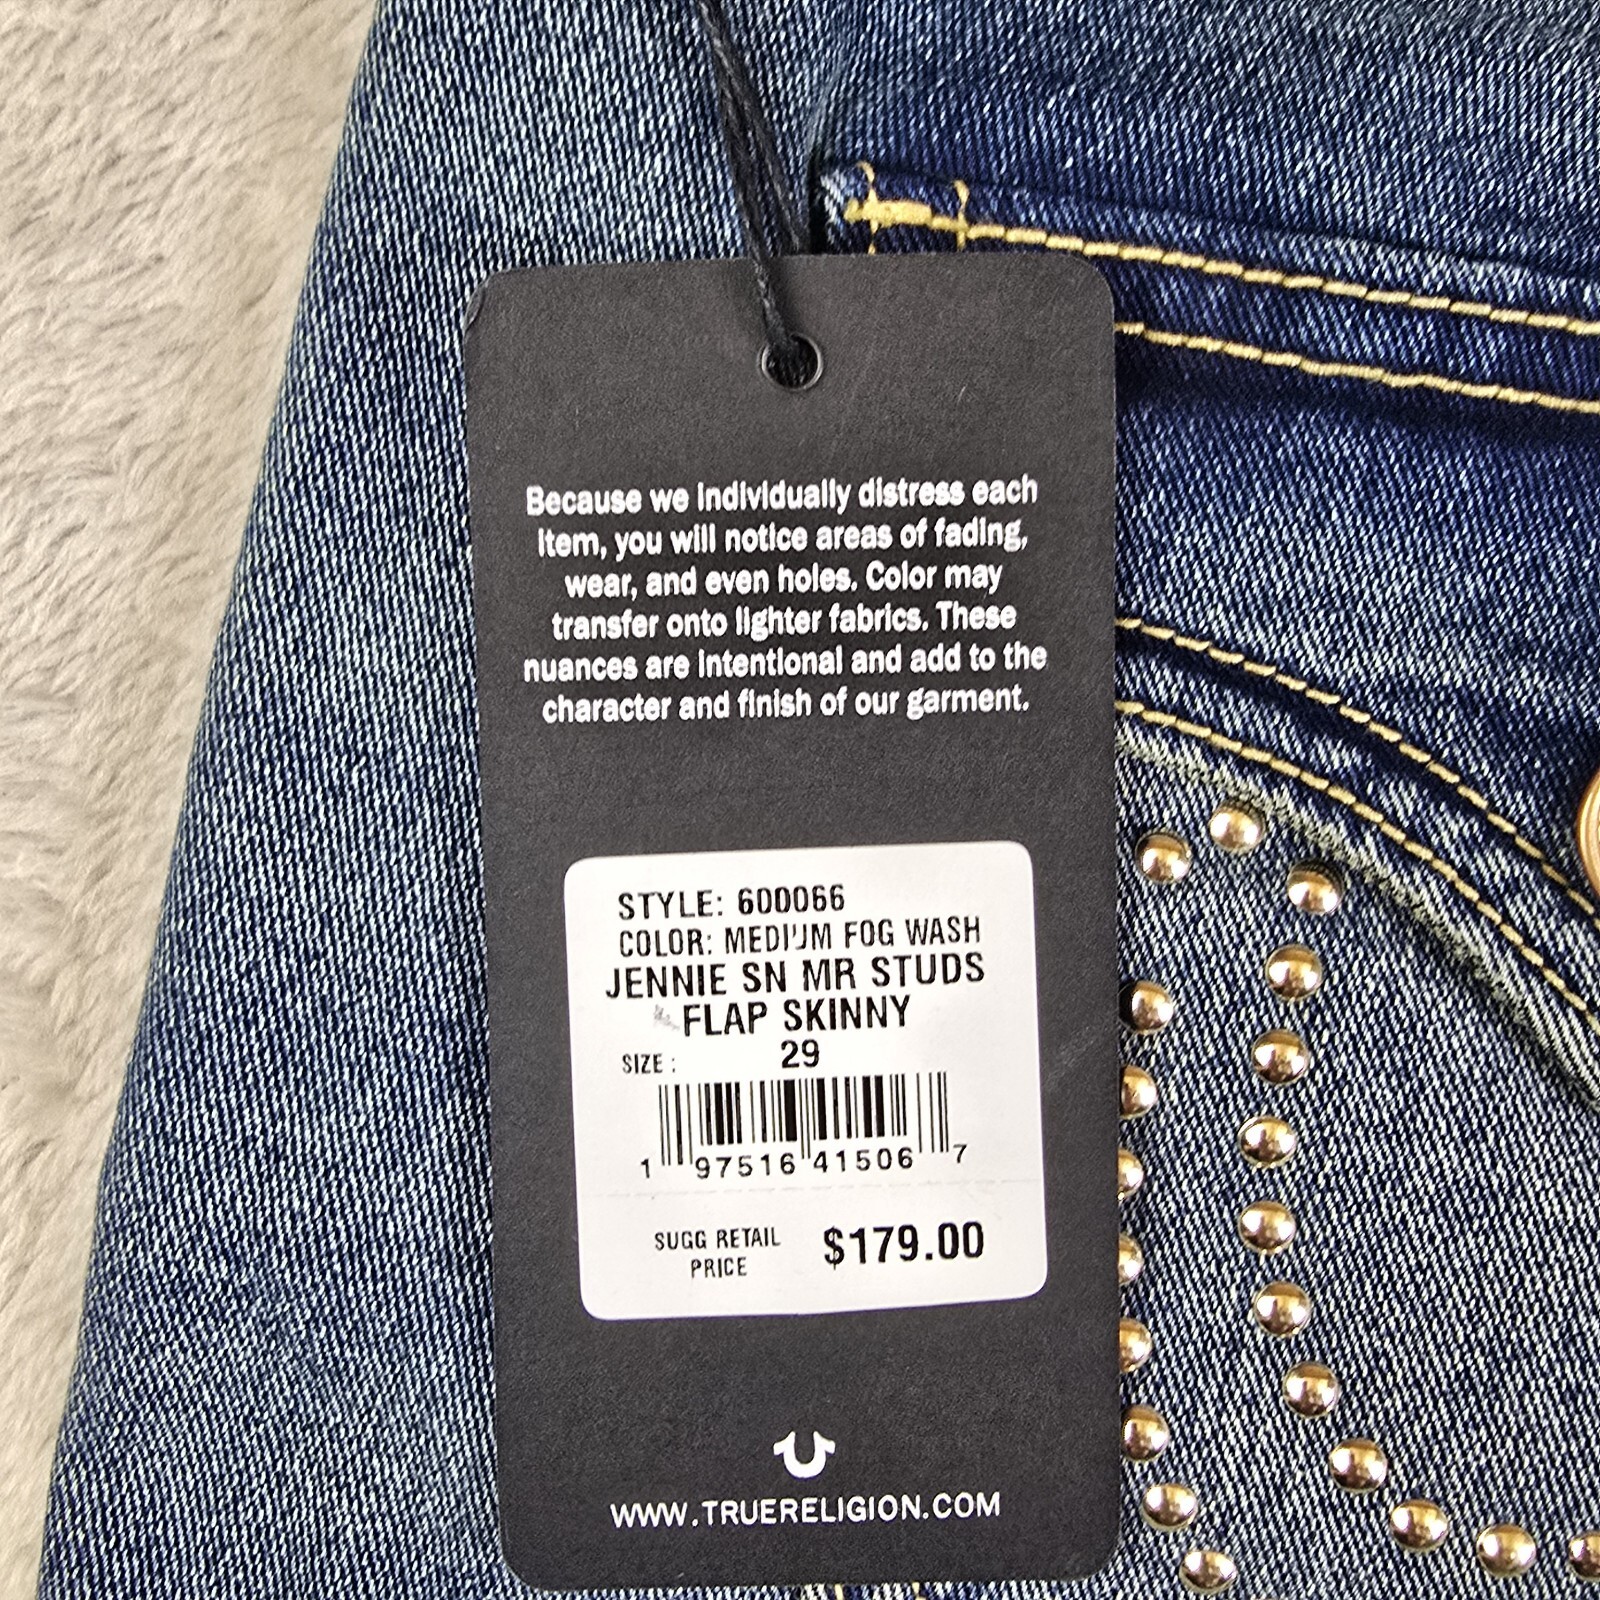 Because we individually distress each
item, you will notice areas of fading,
wear, and even holes. Color may
transfer onto lighter fabrics. These
nuances are intentional and add to the
character and finish of our garment.
STYLE: 600066
COLOR: MEDIUM FOG WASH
JENNIE SN MR STUDS
FLAP SKINNY
SIZE : 29
1 97516 41506 7
SUGG RETAIL
PRICE $179.00
WWW.TRUERELIGION.COM